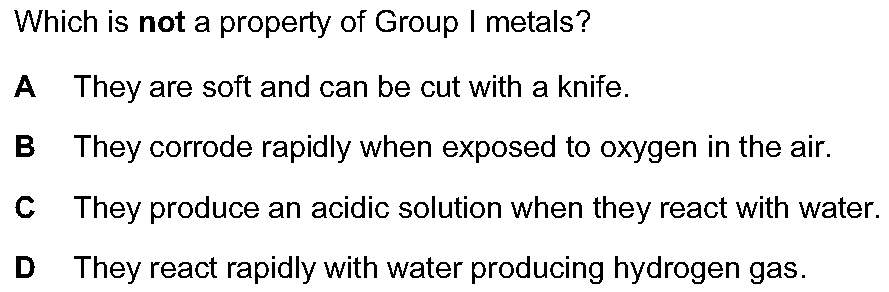 Which is not a property of Group I metals?
A They are soft and can be cut with a knife.
B They corrode rapidly when exposed to oxygen in the air.
C They produce an acidic solution when they react with water.
D They react rapidly with water producing hydrogen gas.